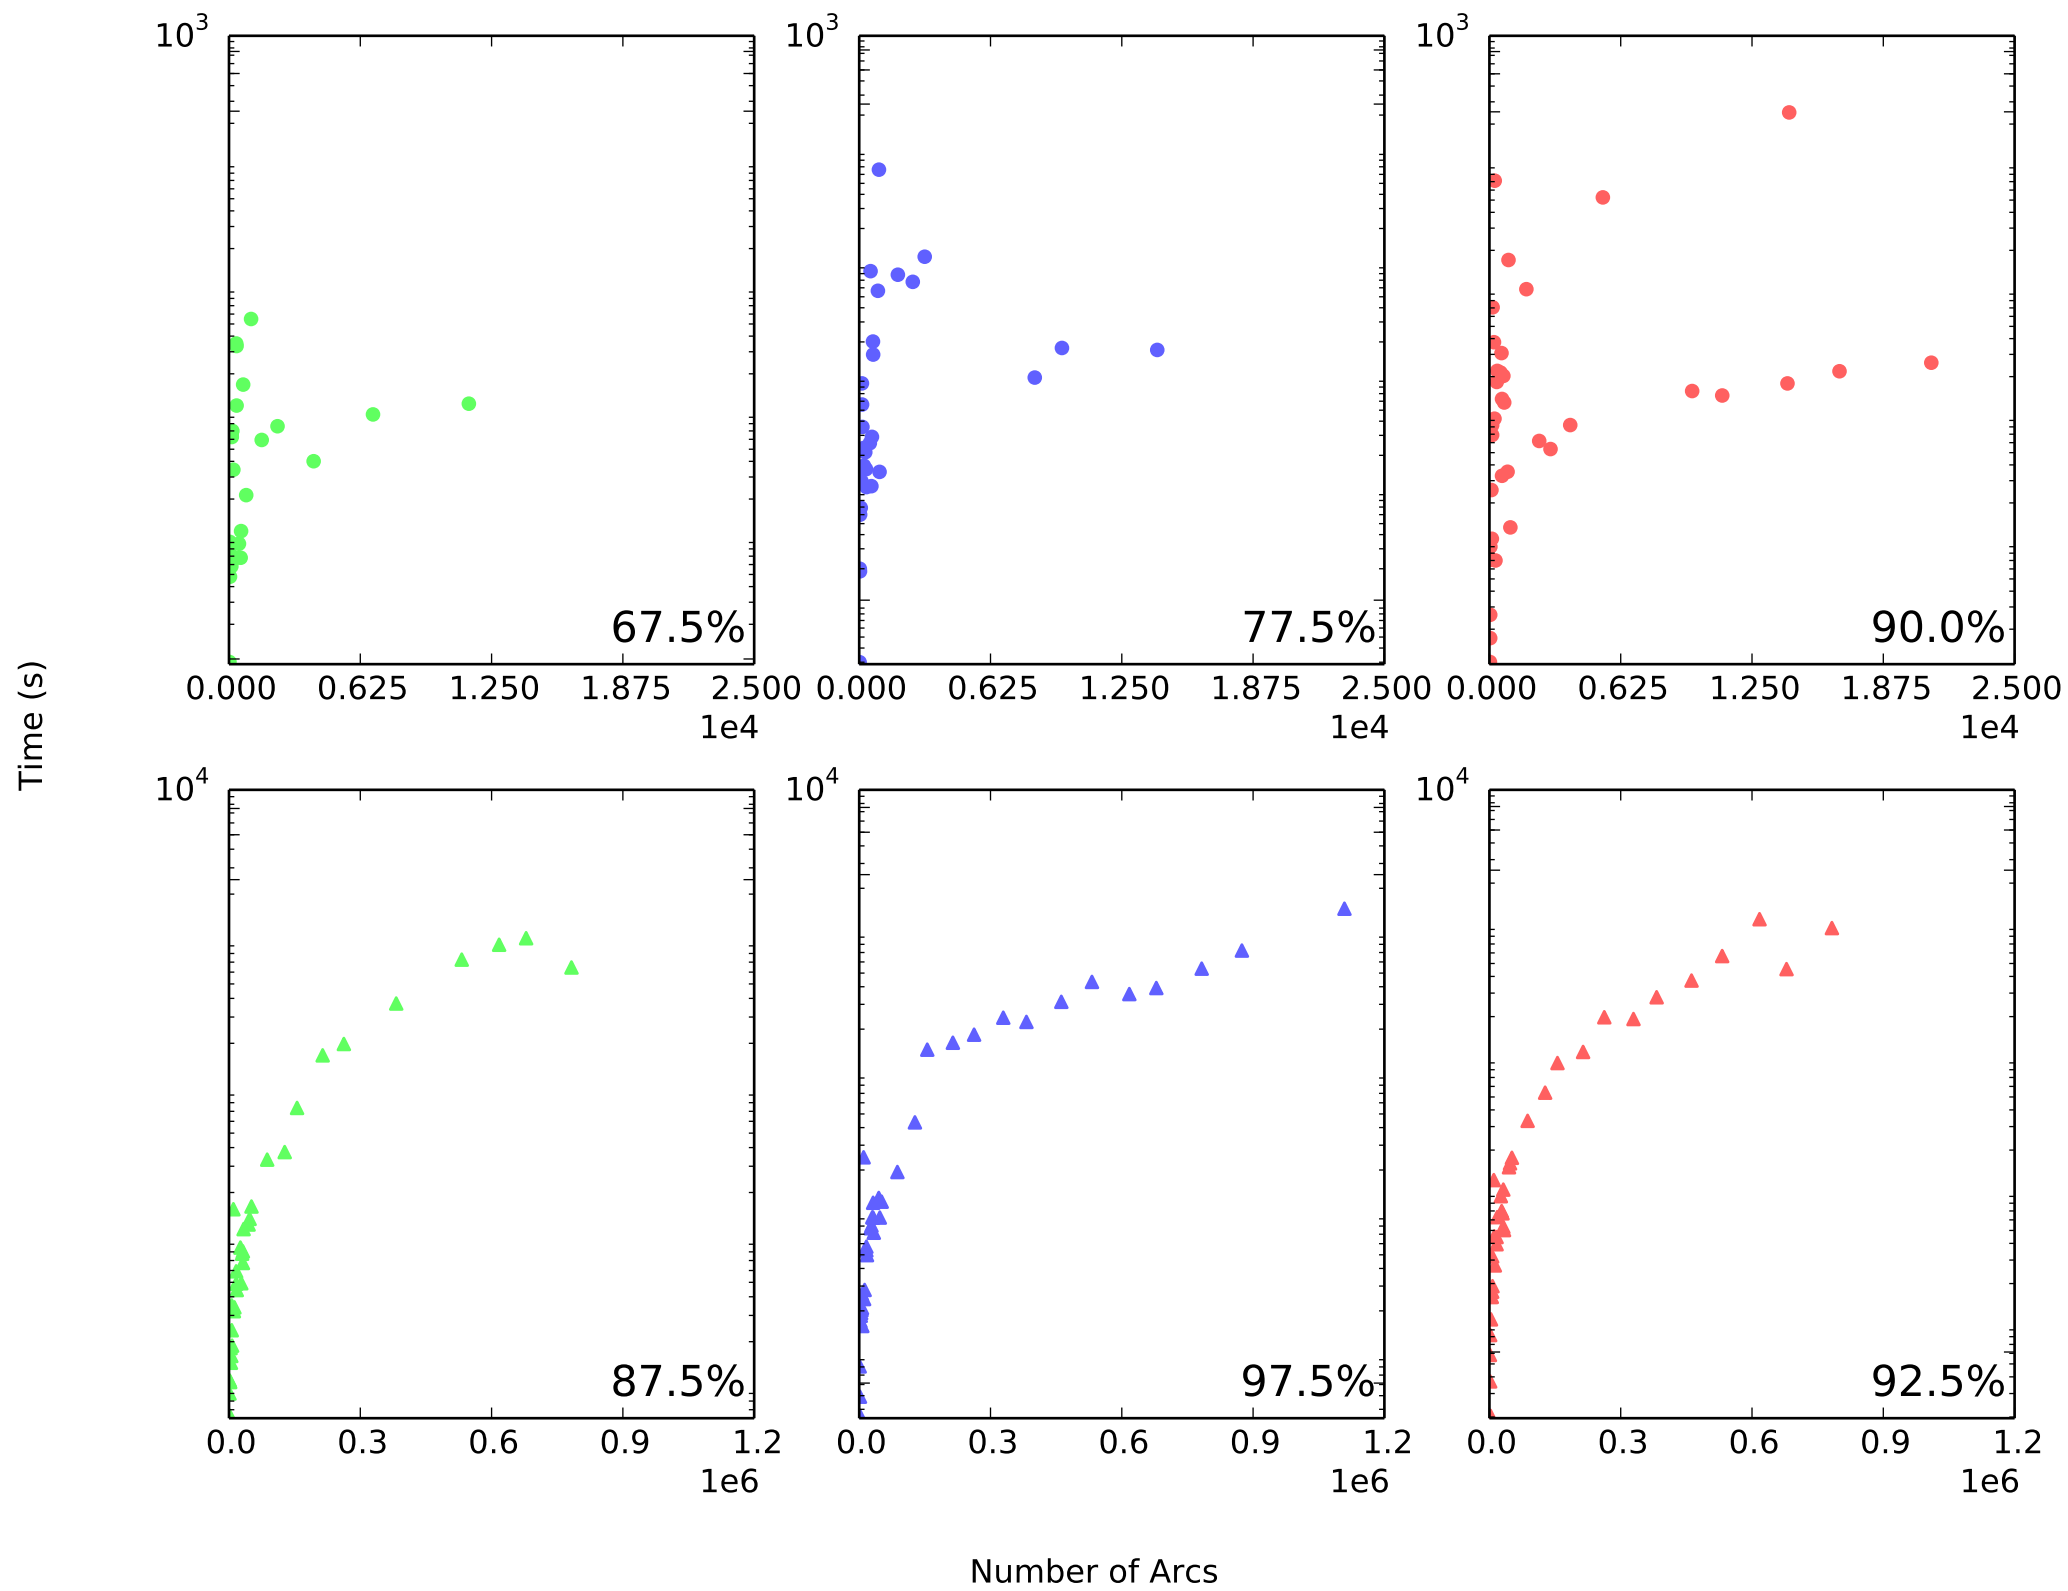 10^3 10^3 10^3
67.5% 77.5% 90.0%
0.000 0.625 1.250 1.875 2.500 0.000 0.625 1.250 1.875 2.500 0.000 0.625 1.250 1.875 2.500
1e4 1e4 1e4
Time (s)
10^4 10^4 10^4
87.5% 97.5% 92.5%
0.0 0.3 0.6 0.9 1.2 0.0 0.3 0.6 0.9 1.2 0.0 0.3 0.6 0.9 1.2
1e6 1e6 1e6
Number of Arcs